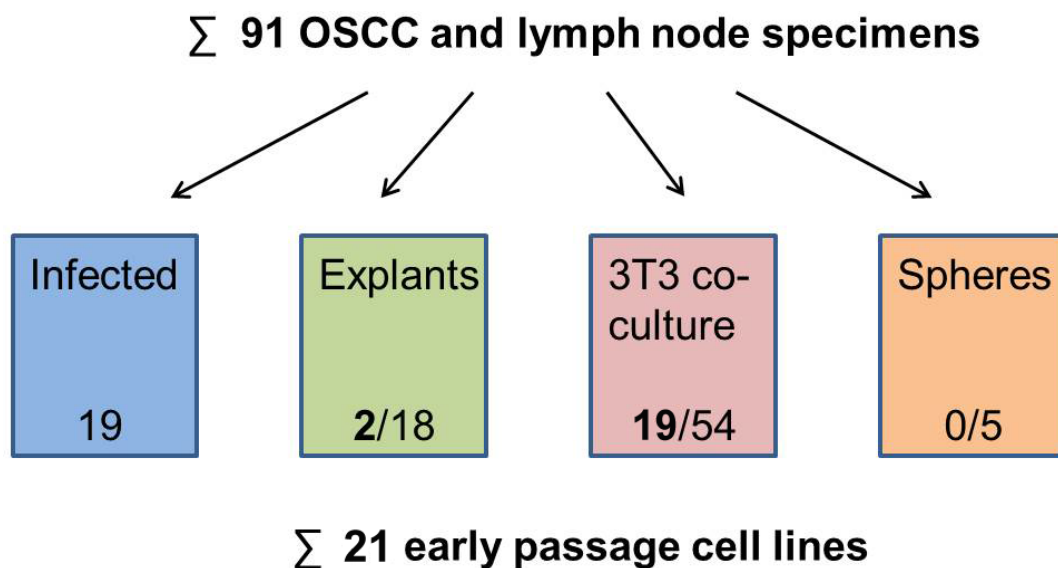 ∑ 91 OSCC and lymph node specimens
Infected
19
Explants
2/18
3T3 co-
culture
19/54
Spheres
0/5
∑ 21 early passage cell lines